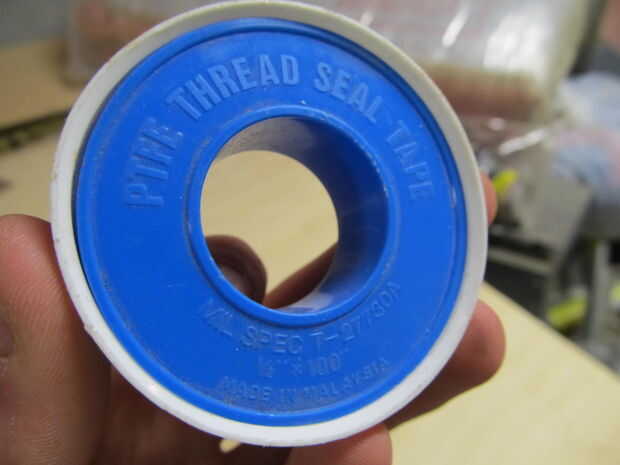 PTFE THREAD SEAL TAPE
MIL SPEC T-27730A
½" × 100"
MADE IN MALAYSIA